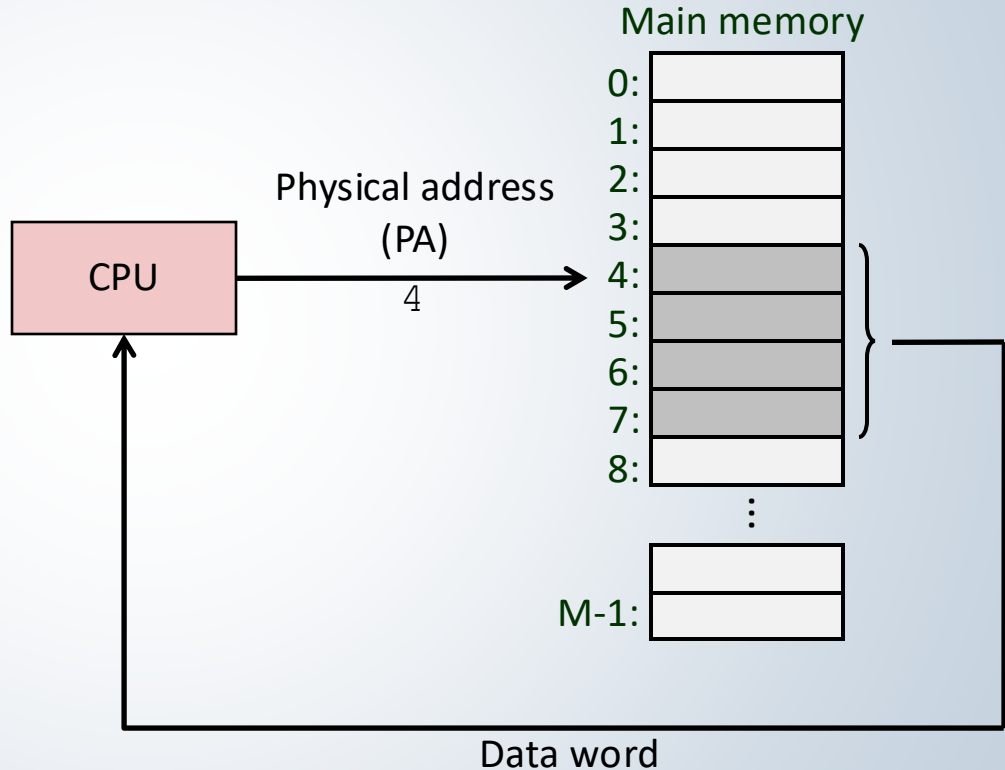 Main memory
0:
1:
2:
Physical address
(PA)
3:
CPU
4
4:
5:
6:
7:
8:
...
M-1:
Data word